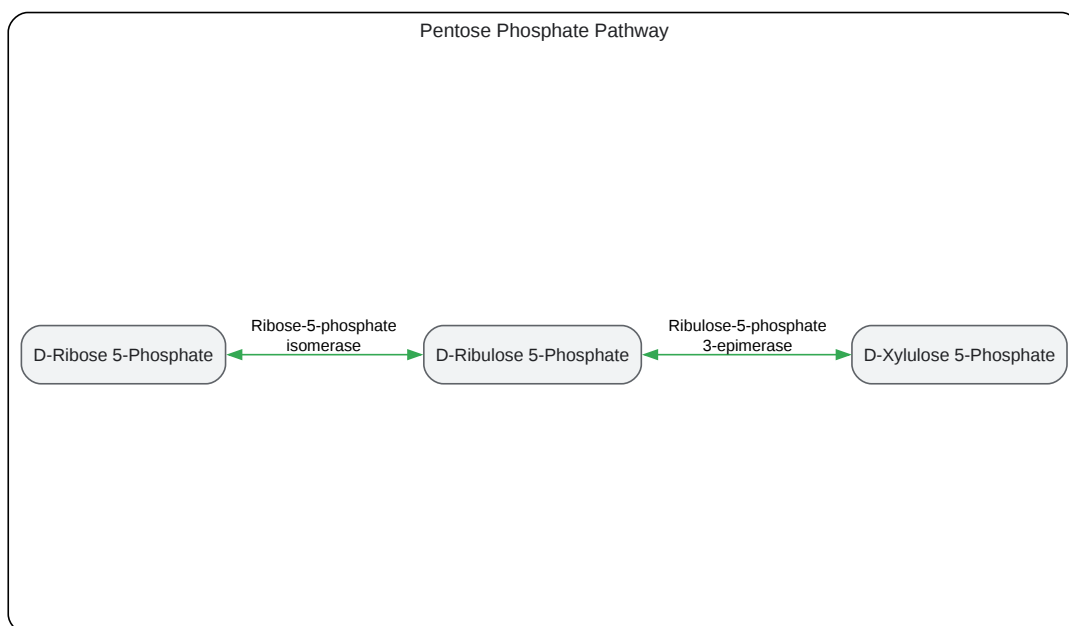 Pentose Phosphate Pathway
Ribose-5-phosphate
isomerase
Ribulose-5-phosphate
3-epimerase
D-Ribose 5-Phosphate
D-Ribulose 5-Phosphate
D-Xylulose 5-Phosphate